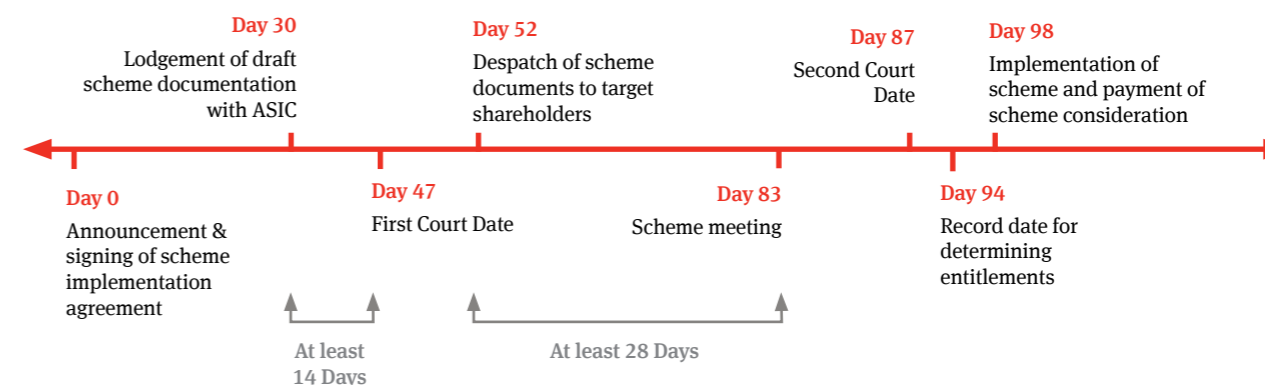 Day 30
Lodgement of draft
scheme documentation
with ASIC
Day 52
Despatch of scheme
documents to target
shareholders
Day 87
Second Court
Date
Day 98
Implementation of
scheme and payment of
scheme consideration
Day 0
Announcement &
signing of scheme
implementation
agreement
Day 47
First Court Date
Day 83
Scheme meeting
Day 94
Record date for
determining
entitlements
At least
14 Days
At least 28 Days